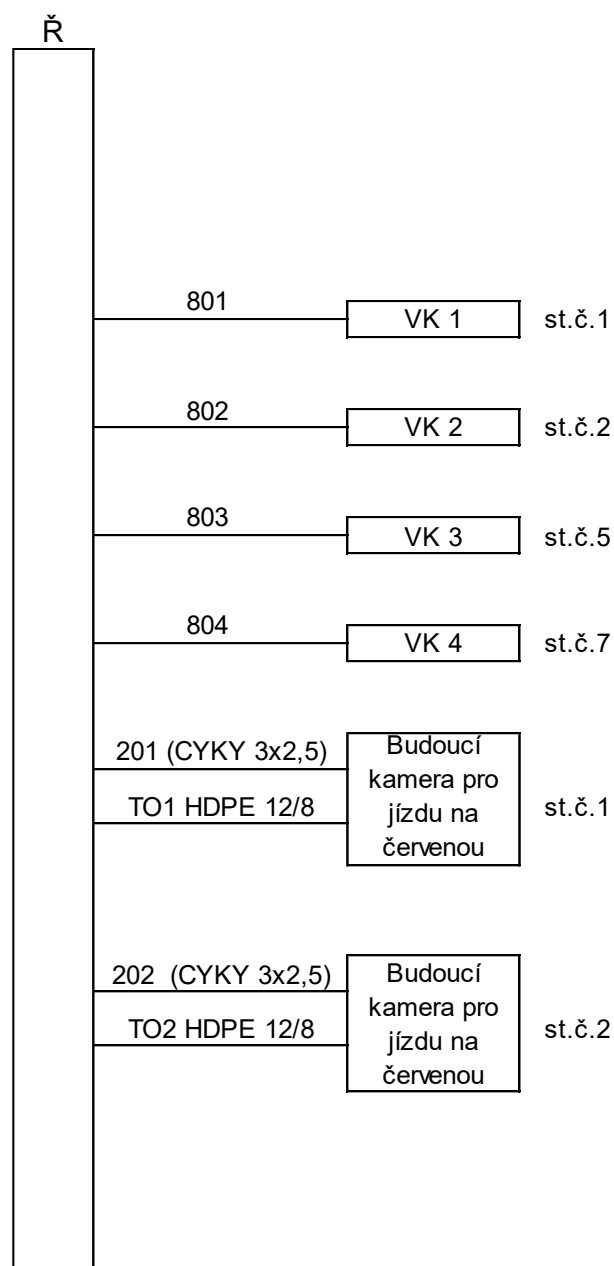 Ř
801
VK 1
st.č.1
802
VK 2
st.č.2
803
VK 3
st.č.5
804
VK 4
st.č.7
201 (CYKY 3x2,5)
TO1 HDPE 12/8
Budoucí
kamera pro
jízdu na
červenou
st.č.1
202 (CYKY 3x2,5)
TO2 HDPE 12/8
Budoucí
kamera pro
jízdu na
červenou
st.č.2